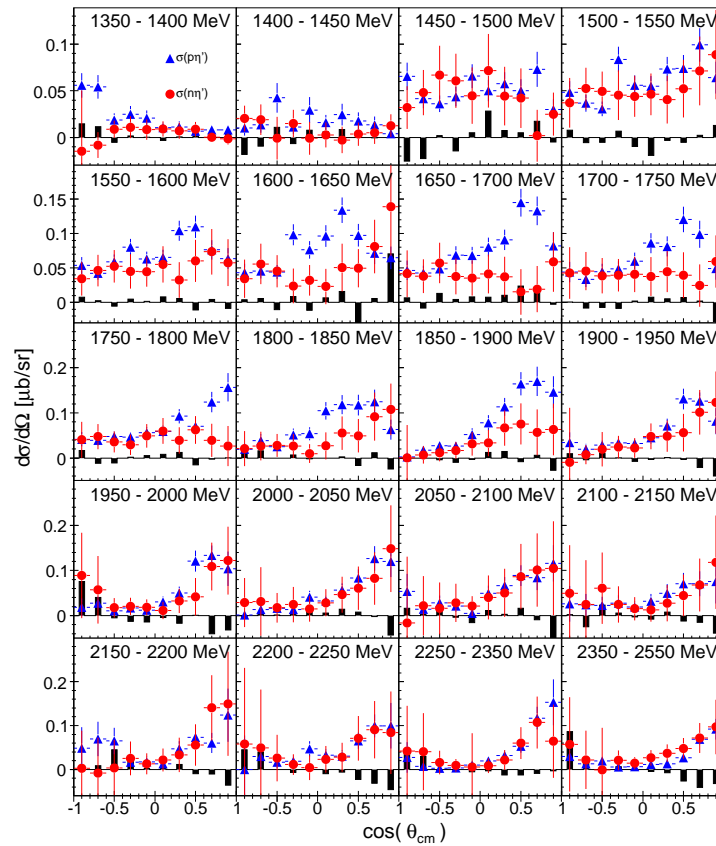 1350 - 1400 MeV
1400 - 1450 MeV
1450 - 1500 MeV
1500 - 1550 MeV
0.1
0.05
0
σ(pη')
σ(nη')
1550 - 1600 MeV
1600 - 1650 MeV
1650 - 1700 MeV
1700 - 1750 MeV
0.15
0.1
0.05
0
1750 - 1800 MeV
1800 - 1850 MeV
1850 - 1900 MeV
1900 - 1950 MeV
0.2
0.1
0
dσ/dΩ [μb/sr]
1950 - 2000 MeV
2000 - 2050 MeV
2050 - 2100 MeV
2100 - 2150 MeV
0.2
0.1
0
2150 - 2200 MeV
2200 - 2250 MeV
2250 - 2350 MeV
2350 - 2550 MeV
0.2
0.1
0
-1 -0.5 0 0.5 1 -0.5 0 0.5 1 -0.5 0 0.5 1 -0.5 0 0.5
cos( θcm)